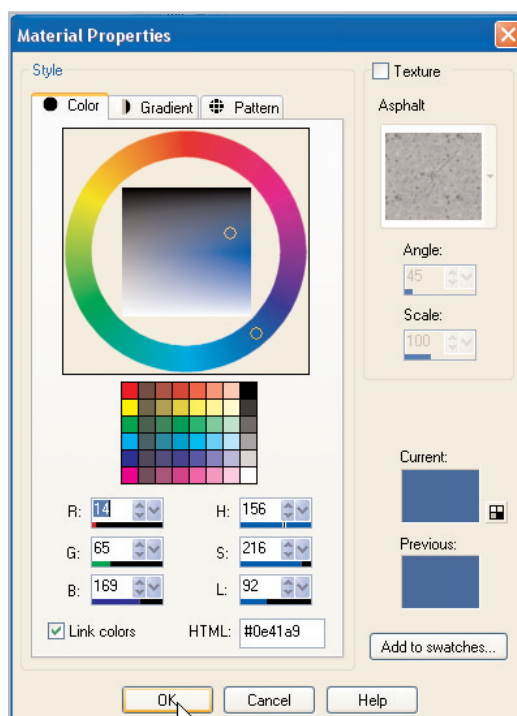 Material Properties
Style
Color
Gradient
Pattern
Texture
Asphalt
Angle:
45
Scale:
100
R: 14
H: 156
G: 65
S: 216
B: 169
L: 92
Link colors
HTML: #0e41a9
Current:
Previous:
Add to swatches...
OK
Cancel
Help